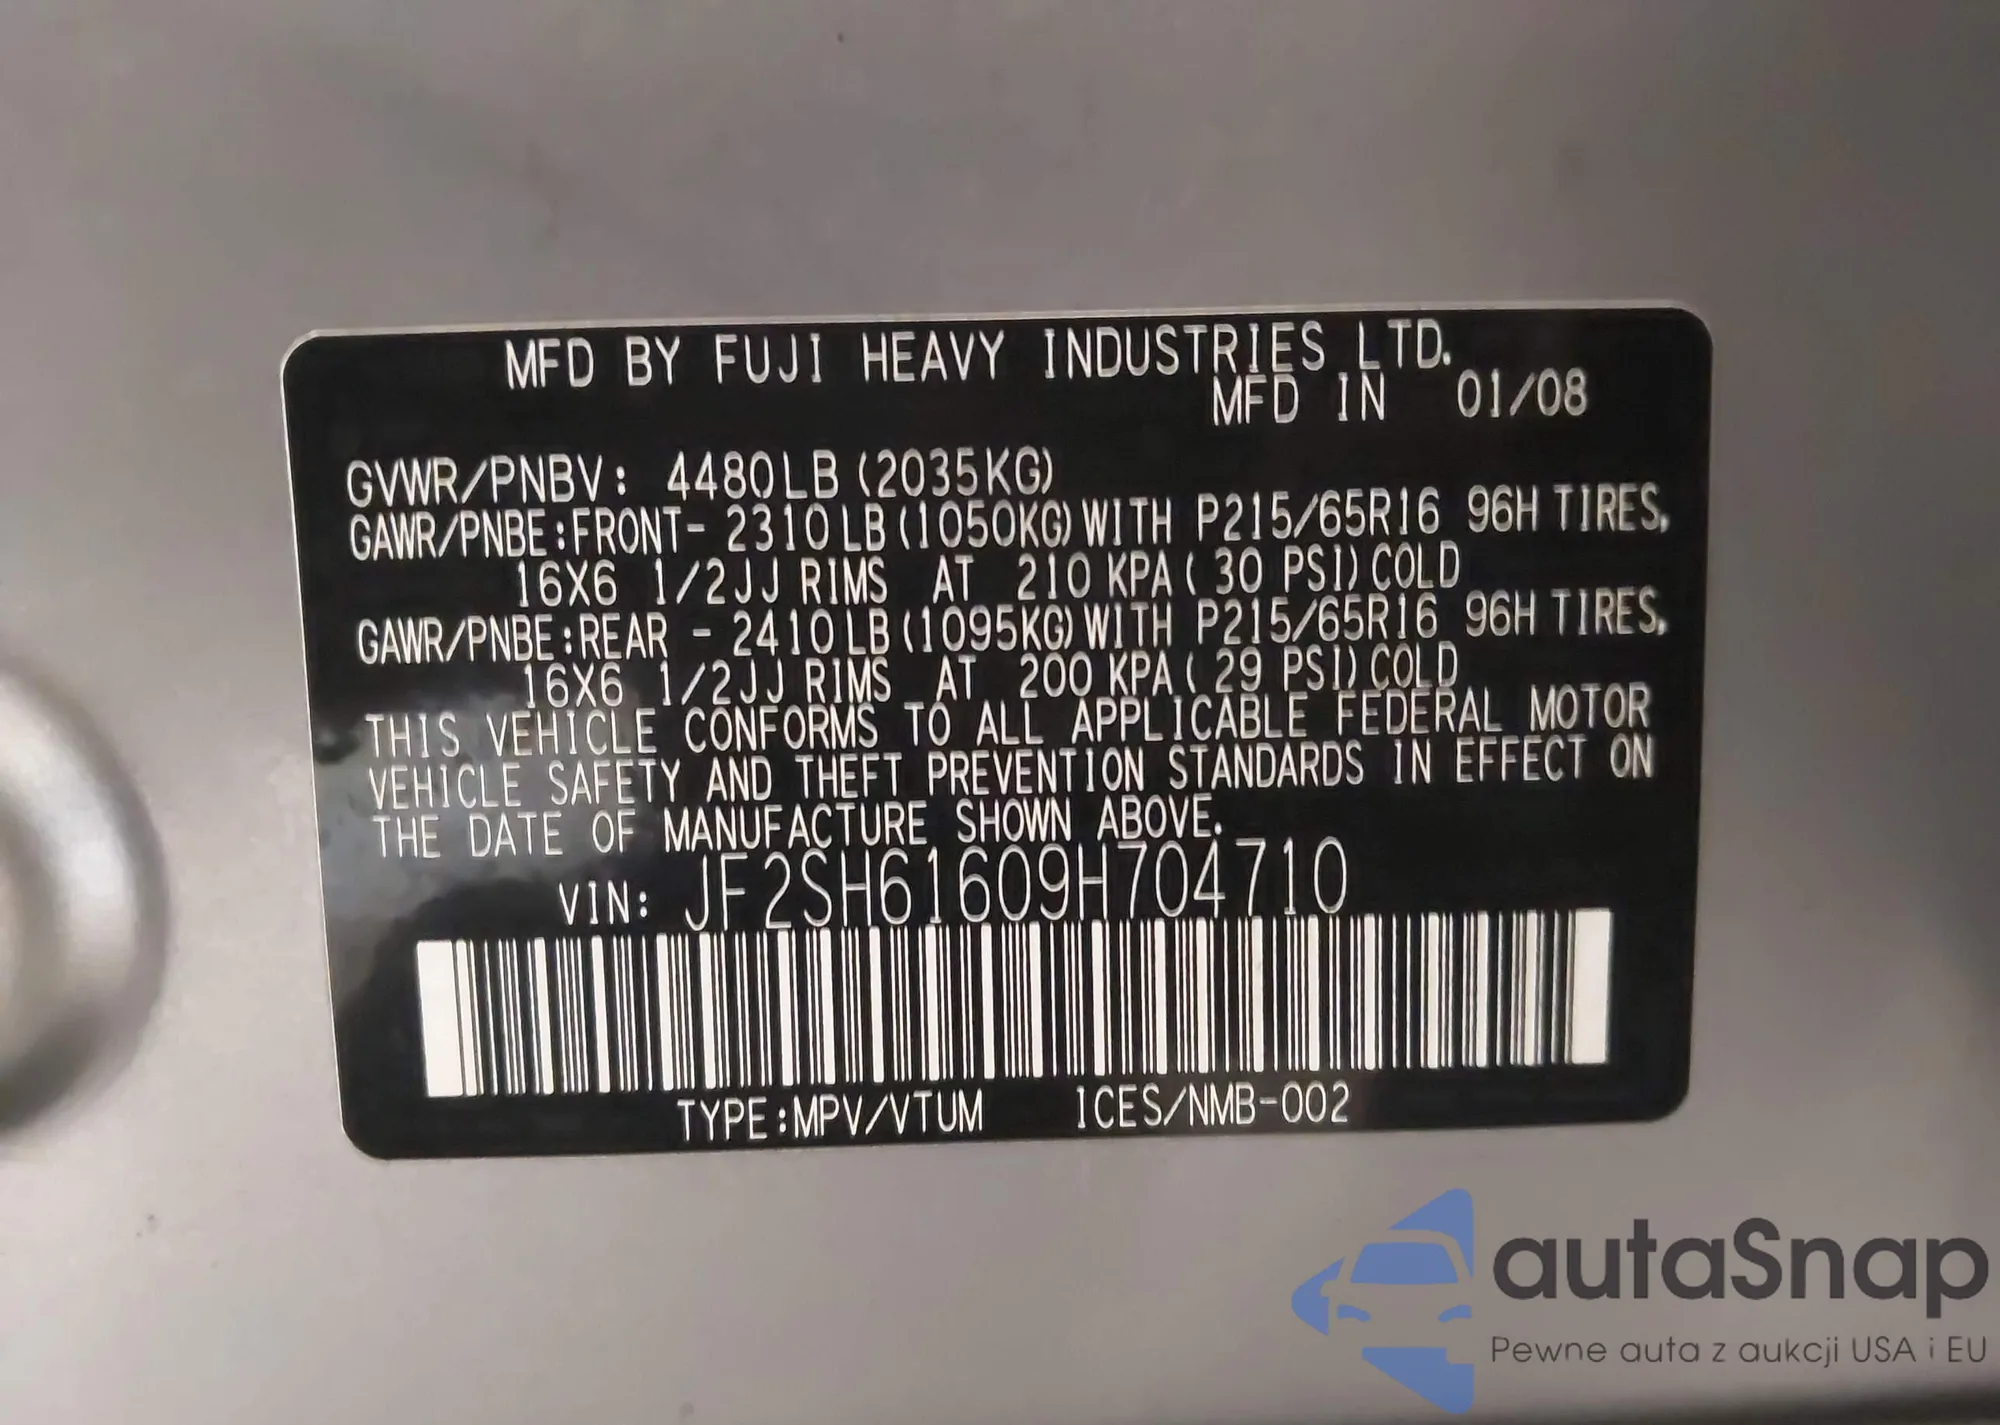 MFD BY FUJI HEAVY INDUSTRIES LTD.
MFD IN 01/08
GVWR/PNBV: 4480LB (2035KG)
GAWR/PNBE:FRONT- 2310LB(1050KG)WITH P215/65R16 96H TIRES,
16X6 1/2JJ RIMS AT 210 KPA( 30 PSI)COLD
GAWR/PNBE:REAR - 2410LB(1095KG)WITH P215/65R16 96H TIRES,
16X6 1/2JJ RIMS AT 200 KPA( 29 PSI)COLD
THIS VEHICLE CONFORMS TO ALL APPLICABLE FEDERAL MOTOR
VEHICLE SAFETY AND THEFT PREVENTION STANDARDS IN EFFECT ON
THE DATE OF MANUFACTURE SHOWN ABOVE.
VIN: JF2SH61609H704710
TYPE:MPV/VTUM ICES/NMB-002
autaSnap
Pewne auta z aukcji USA i EU